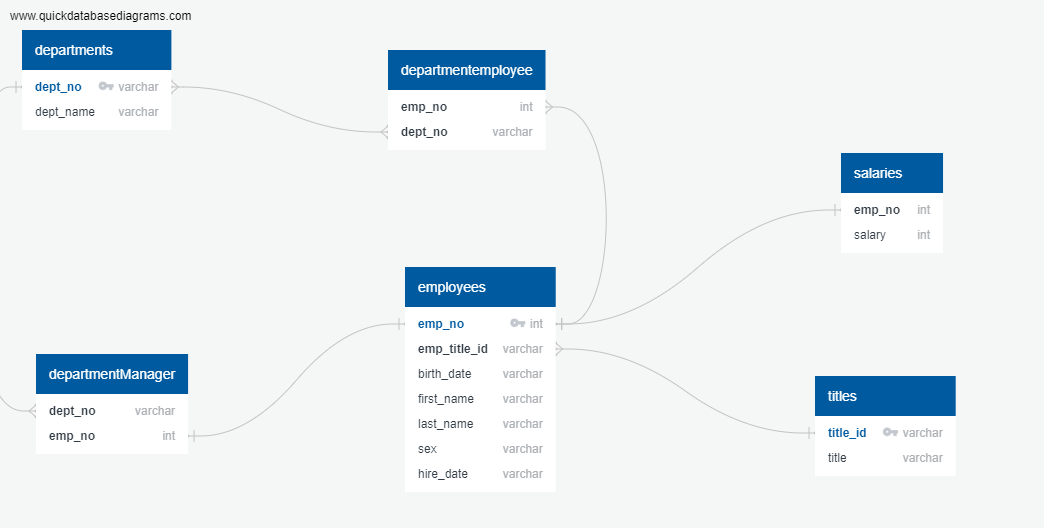 www.quickdatabasediagrams.com
departments
dept_no varchar
dept_name varchar
departmentemployee
emp_no int
dept_no varchar
salaries
emp_no int
salary int
employees
emp_no int
emp_title_id varchar
birth_date varchar
first_name varchar
last_name varchar
sex varchar
hire_date varchar
departmentManager
dept_no varchar
emp_no int
titles
title_id varchar
title varchar